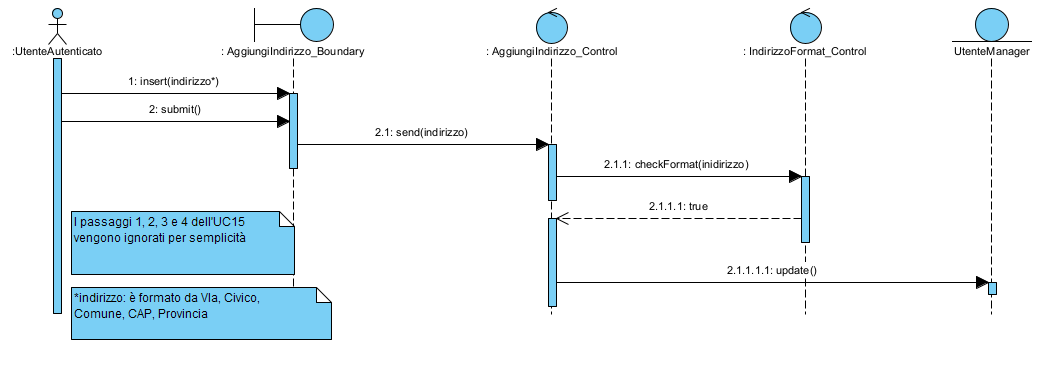 :UtenteAutenticato
: AggiungiIndirizzo_Boundary
: AggiungiIndirizzo_Control
: IndirizzoFormat_Control
UtenteManager
1: insert(indirizzo*)
2: submit()
2.1: send(indirizzo)
2.1.1: checkFormat(inidirizzo)
2.1.1.1: true
I passaggi 1, 2, 3 e 4 dell'UC15
vengono ignorati per semplicità
2.1.1.1.1: update()
*indirizzo: è formato da VIa, Civico,
Comune, CAP, Provincia